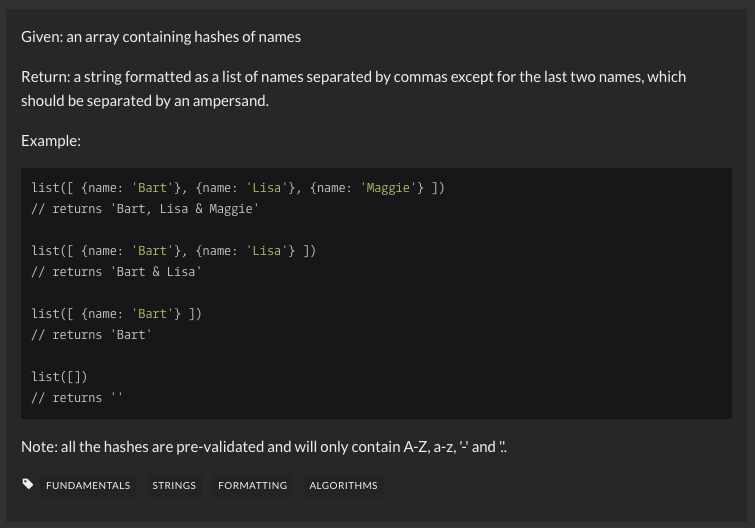 Given: an array containing hashes of names
Return: a string formatted as a list of names separated by commas except for the last two names, which
should be separated by an ampersand.
Example:
list([ {name: 'Bart'}, {name: 'Lisa'}, {name: 'Maggie'} ])
// returns 'Bart, Lisa & Maggie'
list([ {name: 'Bart'}, {name: 'Lisa'} ])
// returns 'Bart & Lisa'
list([ {name: 'Bart'} ])
// returns 'Bart'
list([])
// returns ''
Note: all the hashes are pre-validated and will only contain A-Z, a-z, '-' and '.'.
FUNDAMENTALS STRINGS FORMATTING ALGORITHMS